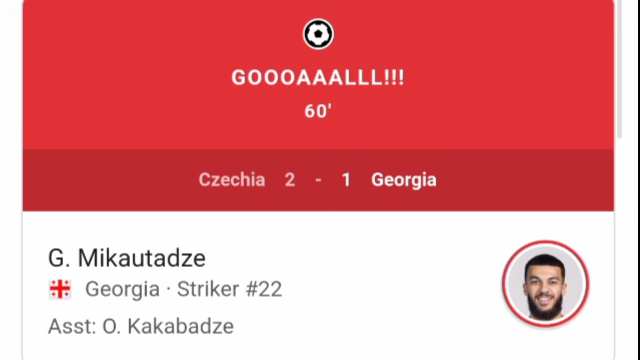 GOOOAAALLL!!!
60'
Czechia 2 - 1 Georgia
G. Mikautadze
Georgia · Striker #22
Asst: O. Kakabadze